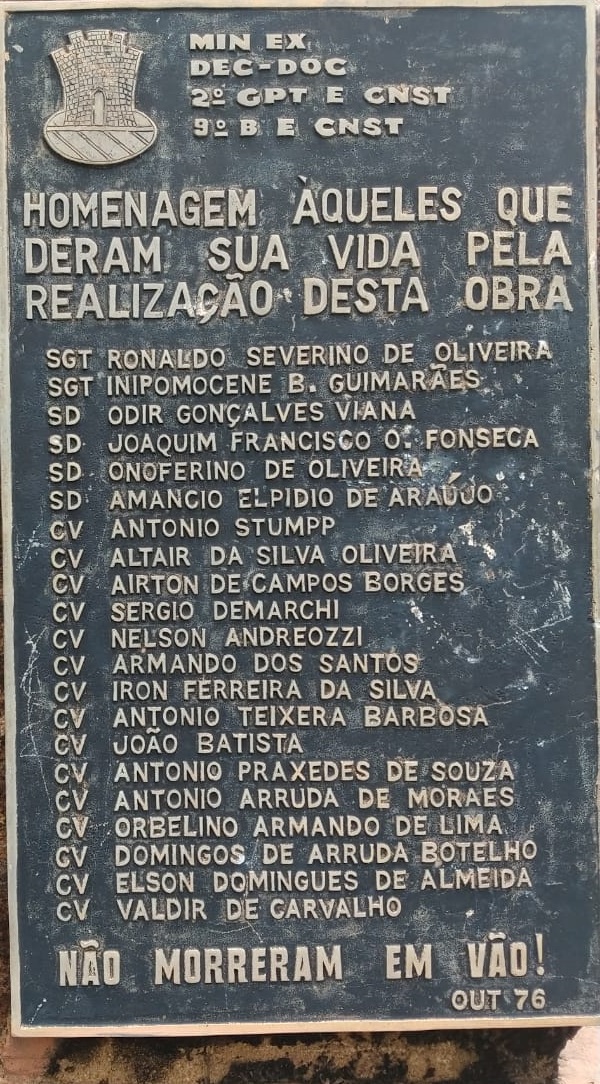 MIN EX
DEC-DOC
2º GPT E CNST
9º B E CNST
HOMENAGEM ÀQUELES QUE
DERAM SUA VIDA PELA
REALIZAÇÃO DESTA OBRA
SGT RONALDO SEVERINO DE OLIVEIRA
SGT INIPOMOCENE B. GUIMARÃES
SD ODIR GONÇALVES VIANA
SD JOAQUIM FRANCISCO O. FONSECA
SD ONOFERINO DE OLIVEIRA
SD AMANCIO ELPIDIO DE ARAÚJO
CV ANTONIO STUMPP
CV ALTAIR DA SILVA OLIVEIRA
CV AIRTON DE CAMPOS BORGES
CV SERGIO DEMARCHI
CV NELSON ANDREOZZI
CV ARMANDO DOS SANTOS
CV IRON FERREIRA DA SILVA
CV ANTONIO TEIXERA BARBOSA
CV JOÃO BATISTA
CV ANTONIO PRAXEDES DE SOUZA
CV ANTONIO ARRUDA DE MORAES
CV ORBELINO ARMANDO DE LIMA
CV DOMINGOS DE ARRUDA BOTELHO
CV ELSON DOMINGUES DE ALMEIDA
CV VALDIR DE CARVALHO
NÃO MORRERAM EM VÃO!
OUT 76